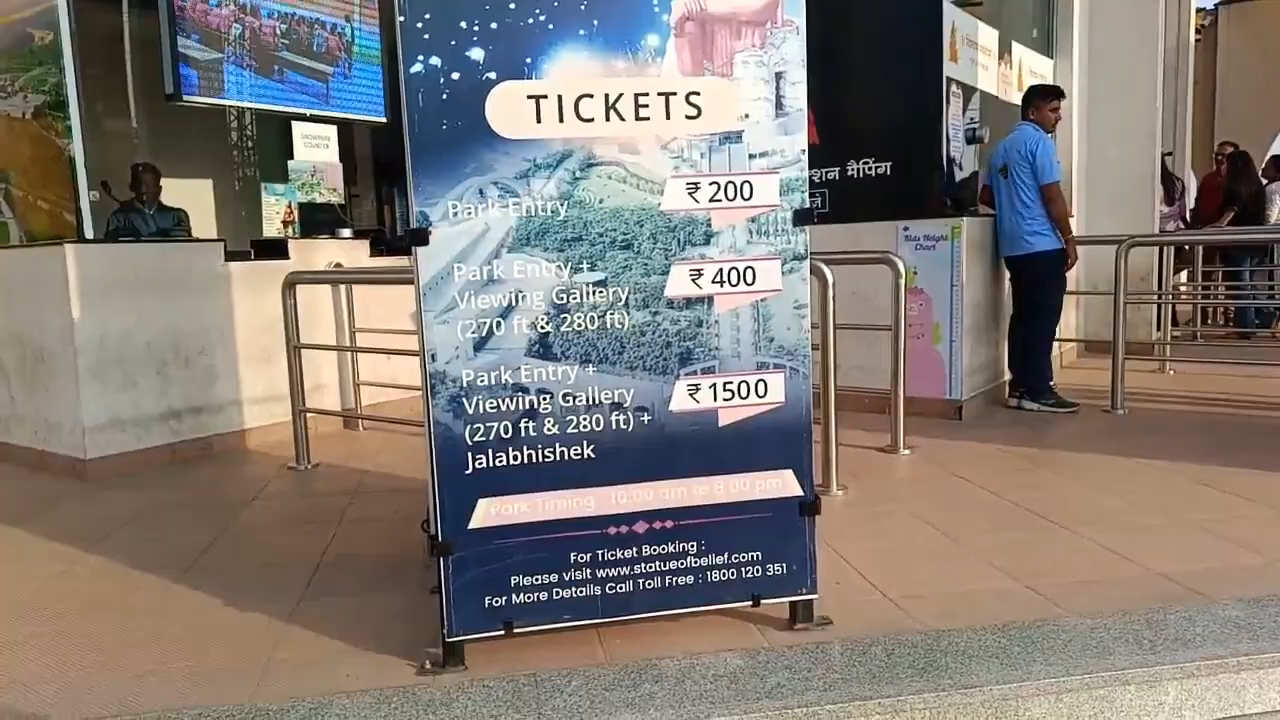 TICKETS
Park Entry
₹ 200
Park Entry +
Viewing Gallery
(270 ft & 280 ft)
₹ 400
Park Entry +
Viewing Gallery
(270 ft & 280 ft) +
Jalabhishek
₹ 1500
Park Timing 10:00 am to 8:00 pm
For Ticket Booking :
Please visit www.statueofbelief.com
For More Details Call Toll Free : 1800 120 351
COUNTER
शन मैपिंग
Kids Height
Chart